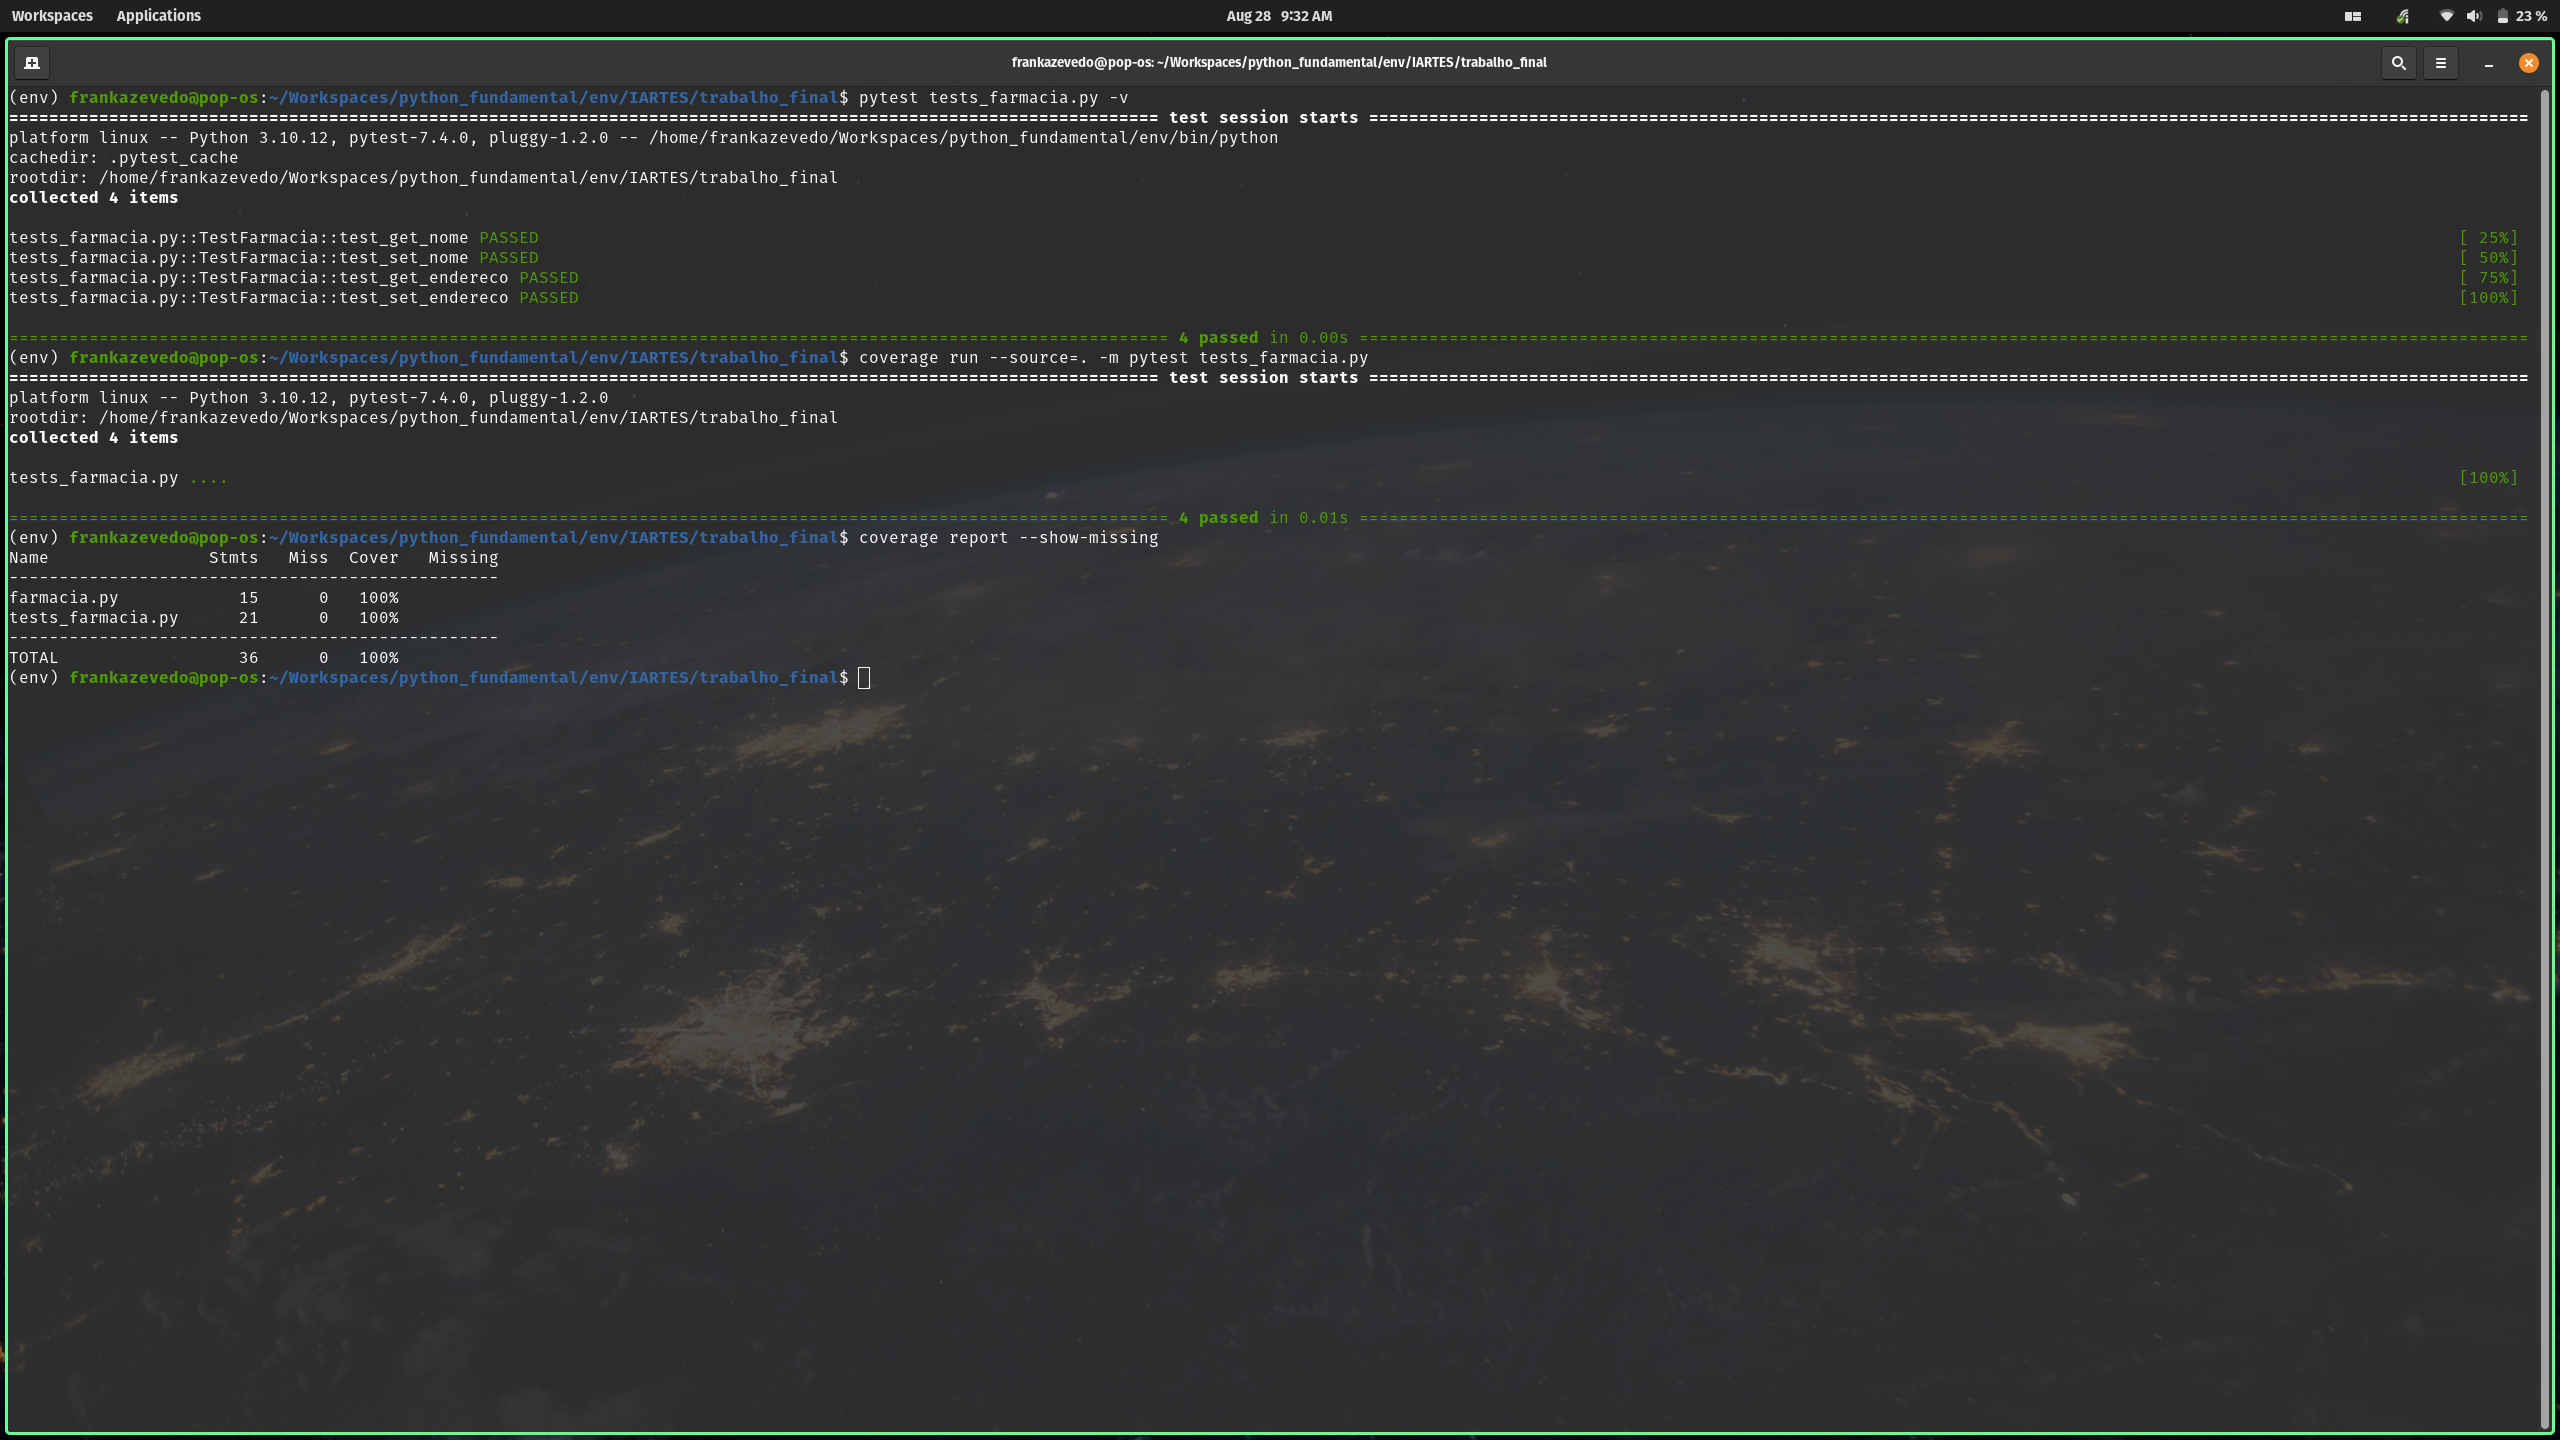 Workspaces Applications Aug 28 9:32 AM 23 %
frankazevedo@pop-os: ~/Workspaces/python_fundamental/env/IARTES/trabalho_final
(env) frankazevedo@pop-os:~/Workspaces/python_fundamental/env/IARTES/trabalho_final$ pytest tests_farmacia.py -v
=================================================================================================================== test session starts ====================================================================================================================
platform linux -- Python 3.10.12, pytest-7.4.0, pluggy-1.2.0 -- /home/frankazevedo/Workspaces/python_fundamental/env/bin/python
cachedir: .pytest_cache
rootdir: /home/frankazevedo/Workspaces/python_fundamental/env/IARTES/trabalho_final
collected 4 items
tests_farmacia.py::TestFarmacia::test_get_nome PASSED [ 25%]
tests_farmacia.py::TestFarmacia::test_set_nome PASSED [ 50%]
tests_farmacia.py::TestFarmacia::test_get_endereco PASSED [ 75%]
tests_farmacia.py::TestFarmacia::test_set_endereco PASSED [100%]
==================================================================================================================== 4 passed in 0.00s =====================================================================================================================
(env) frankazevedo@pop-os:~/Workspaces/python_fundamental/env/IARTES/trabalho_final$ coverage run --source=. -m pytest tests_farmacia.py
=================================================================================================================== test session starts ====================================================================================================================
platform linux -- Python 3.10.12, pytest-7.4.0, pluggy-1.2.0
rootdir: /home/frankazevedo/Workspaces/python_fundamental/env/IARTES/trabalho_final
collected 4 items
tests_farmacia.py .... [100%]
==================================================================================================================== 4 passed in 0.01s =====================================================================================================================
(env) frankazevedo@pop-os:~/Workspaces/python_fundamental/env/IARTES/trabalho_final$ coverage report --show-missing
Name                Stmts   Miss  Cover   Missing
-------------------------------------------------
farmacia.py            15      0   100%
tests_farmacia.py      21      0   100%
-------------------------------------------------
TOTAL                  36      0   100%
(env) frankazevedo@pop-os:~/Workspaces/python_fundamental/env/IARTES/trabalho_final$